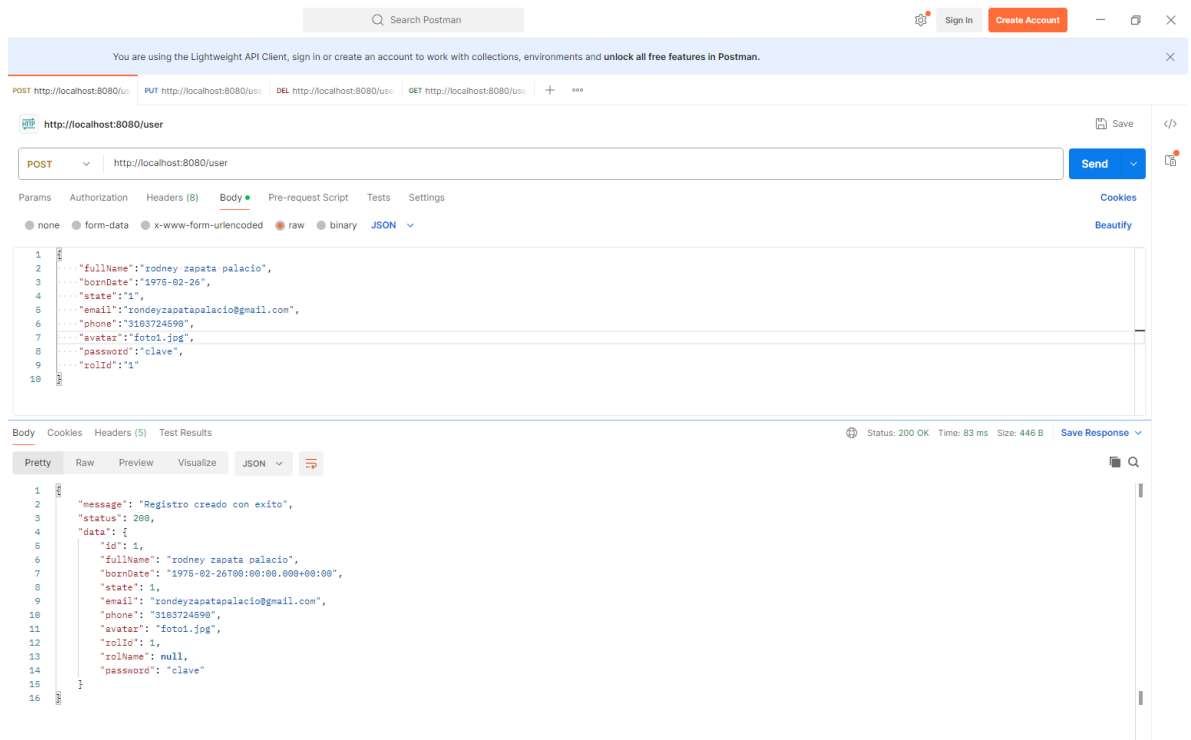 Search Postman
Sign In
Create Account
You are using the Lightweight API Client, sign in or create an account to work with collections, environments and unlock all free features in Postman.
POST http://localhost:8080/us
PUT http://localhost:8080/use
DEL http://localhost:8080/use
GET http://localhost:8080/use
HTTP http://localhost:8080/user
Save
POST http://localhost:8080/user
Send
Params Authorization Headers (8) Body Pre-request Script Tests Settings
Cookies
none form-data x-www-form-urlencoded raw binary JSON
Beautify
1 {
2 "fullName":"rodney zapata palacio",
3 "bornDate":"1975-02-26",
4 "state":"1",
5 "email":"rondeyzapatapalacio@gmail.com",
6 "phone":"3103724590",
7 "avatar":"foto1.jpg",
8 "password":"clave",
9 "rolId":"1"
10 }
Body Cookies Headers (5) Test Results
Status: 200 OK Time: 83 ms Size: 446 B Save Response
Pretty Raw Preview Visualize JSON
1 {
2 "message": "Registro creado con exito",
3 "status": 200,
4 "data": {
5 "id": 1,
6 "fullName": "rodney zapata palacio",
7 "bornDate": "1975-02-26T00:00:00.000+00:00",
8 "state": 1,
9 "email": "rondeyzapatapalacio@gmail.com",
10 "phone": "3103724590",
11 "avatar": "foto1.jpg",
12 "rolId": 1,
13 "rolName": null,
14 "password": "clave"
15 }
16 }